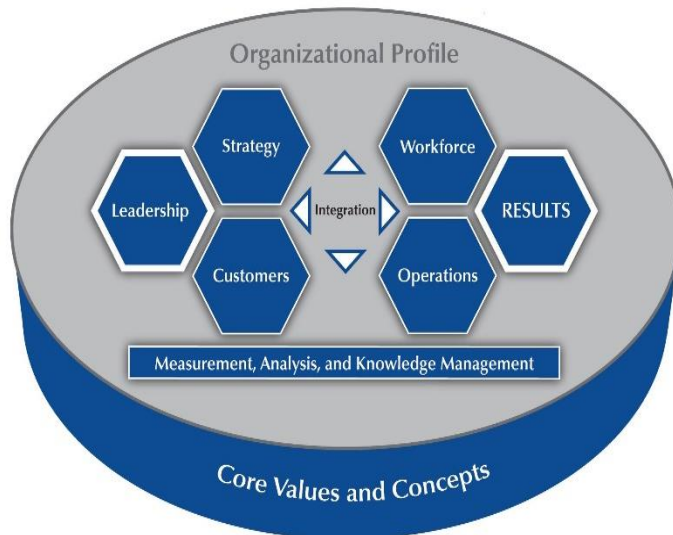 Organizational Profile
Strategy
Workforce
Leadership
Integration
RESULTS
Customers
Operations
Measurement, Analysis, and Knowledge Management
Core Values and Concepts